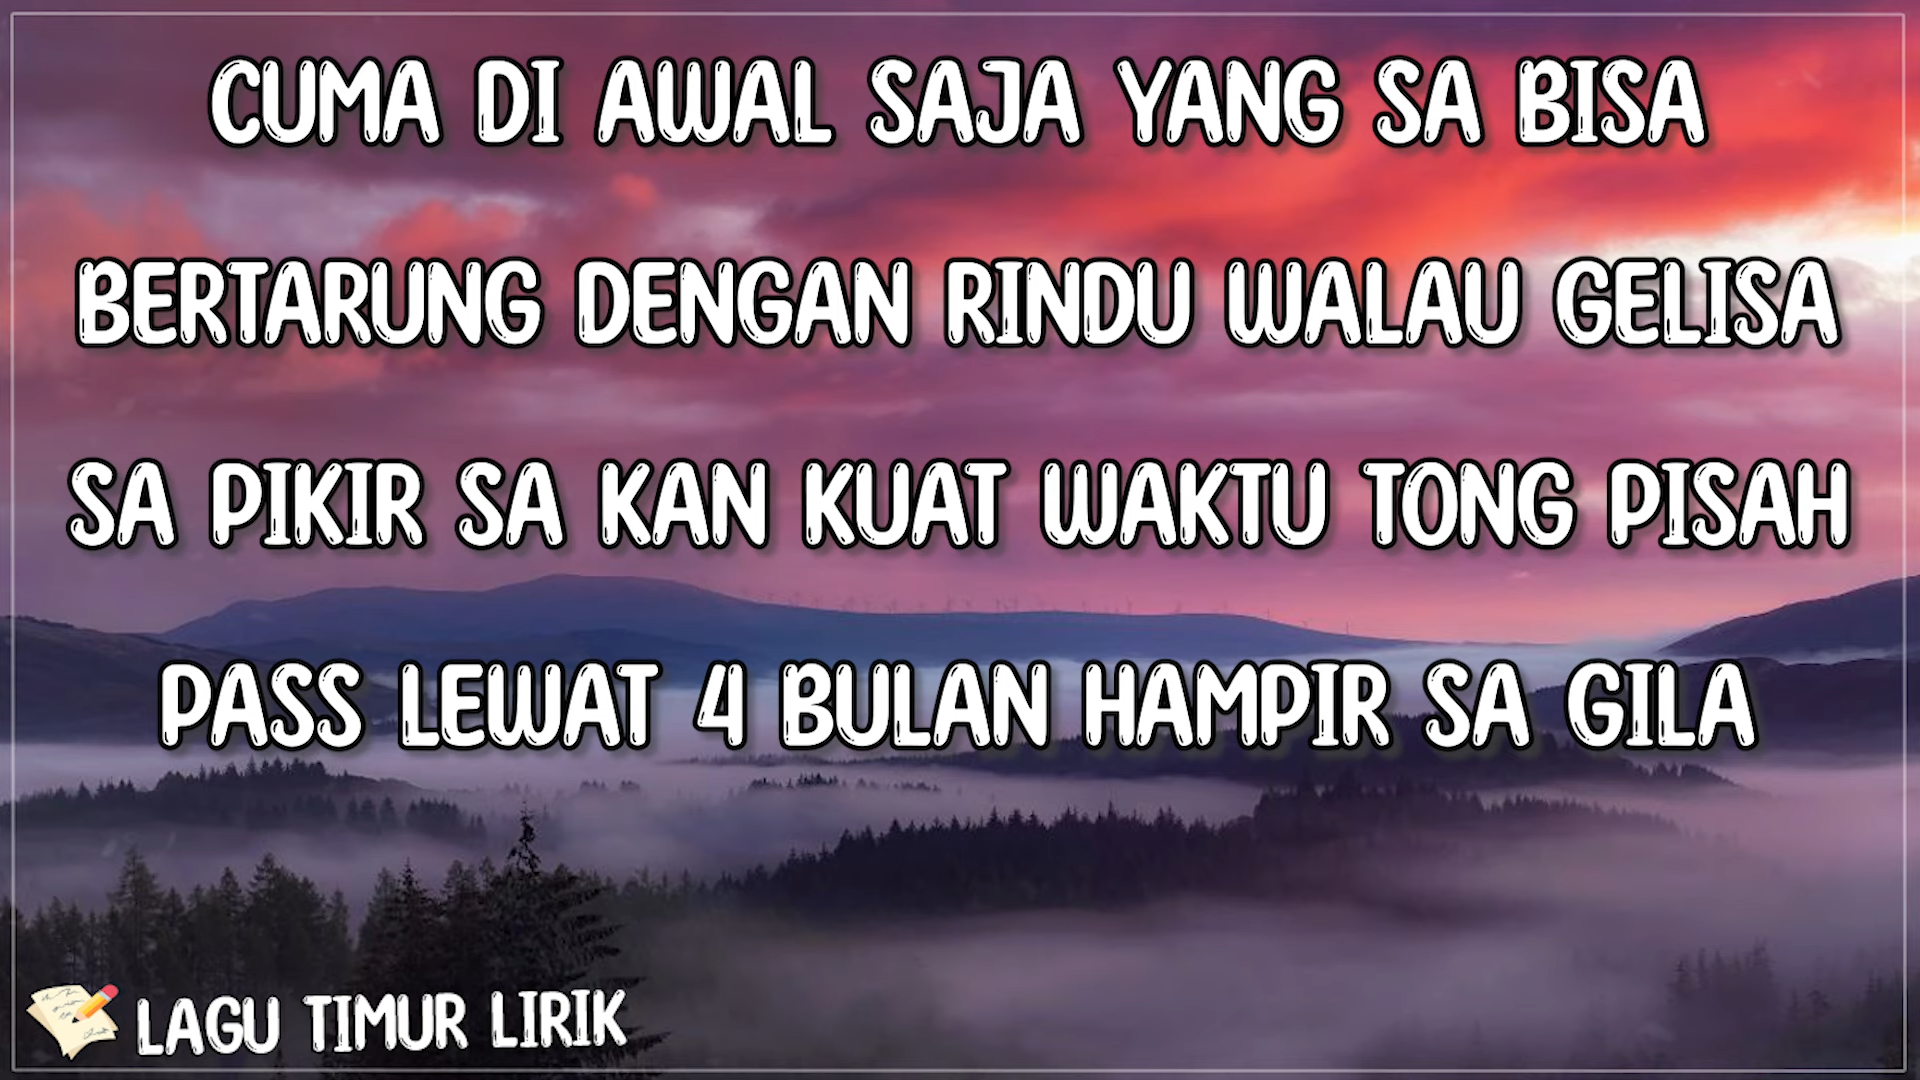 CUMA DI AWAL SAJA YANG SA BISA
BERTARUNG DENGAN RINDU WALAU GELISA
SA PIKIR SA KAN KUAT WAKTU TONG PISAH
PASS LEWAT 4 BULAN HAMPIR SA GILA
LAGU TIMUR LIRIK